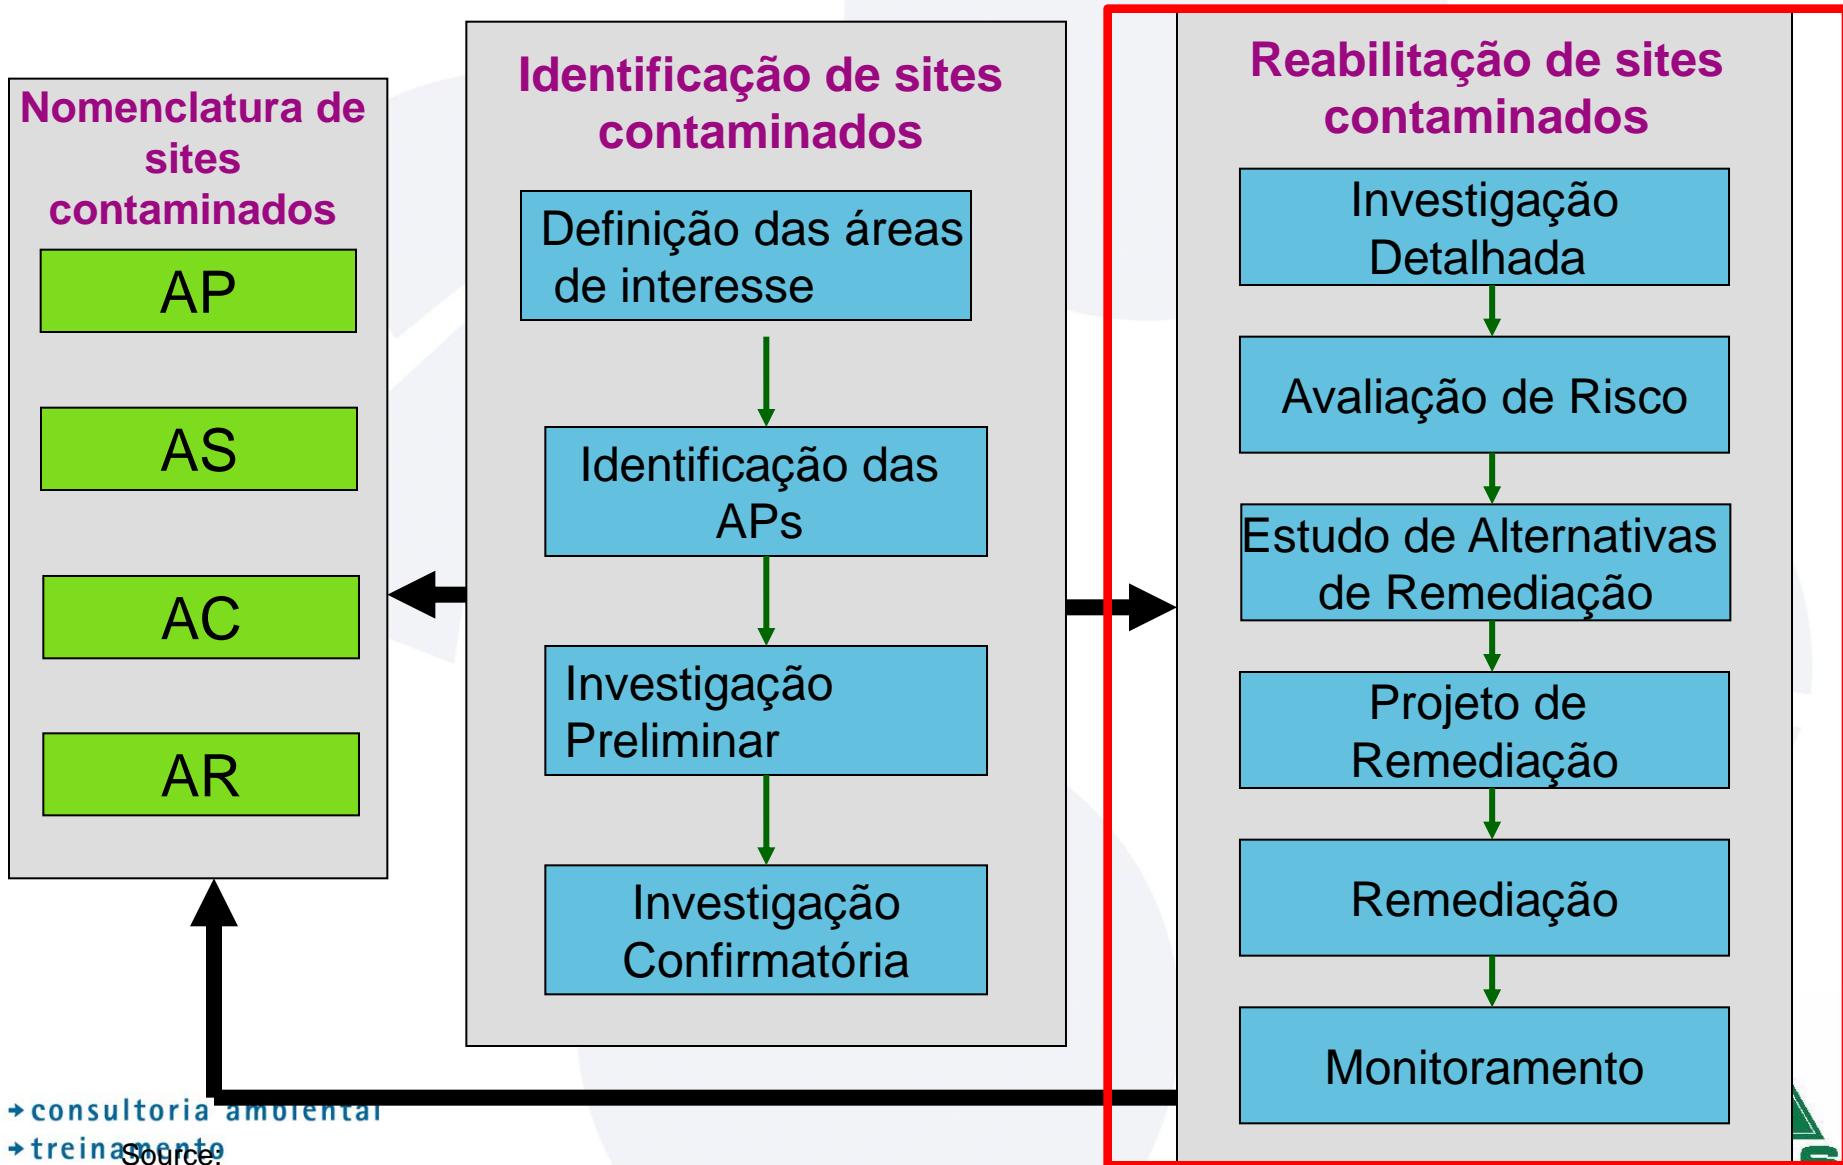 Nomenclatura de
sites
contaminados
AP
AS
AC
AR
Identificação de sites
contaminados
Definição das áreas
de interesse
Identificação das
APs
Investigação
Preliminar
Investigação
Confirmatória
Reabilitação de sites
contaminados
Investigação
Detalhada
Avaliação de Risco
Estudo de Alternativas
de Remediação
Projeto de
Remediação
Remediação
Monitoramento
consultoria ambiental
treinamento
Source:
S